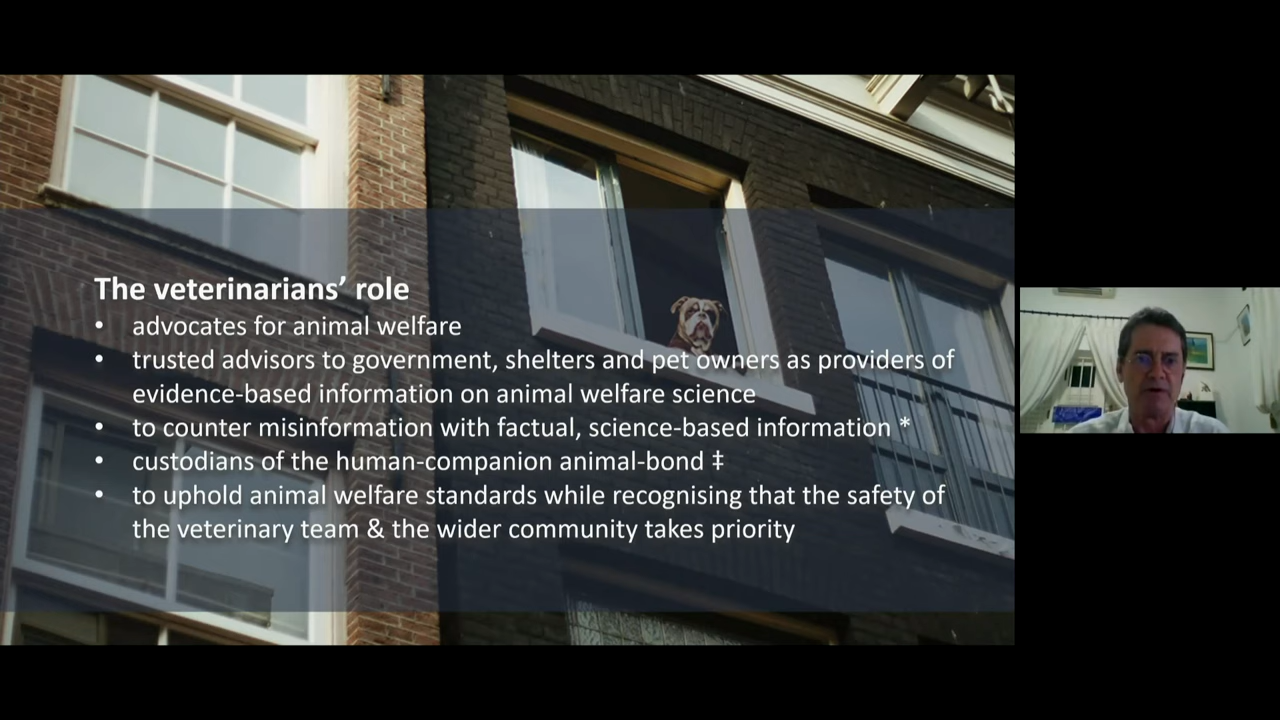 The veterinarians’ role
• advocates for animal welfare
• trusted advisors to government, shelters and pet owners as providers of
evidence-based information on animal welfare science
• to counter misinformation with factual, science-based information *
• custodians of the human-companion animal-bond ‡
• to uphold animal welfare standards while recognising that the safety of
the veterinary team & the wider community takes priority